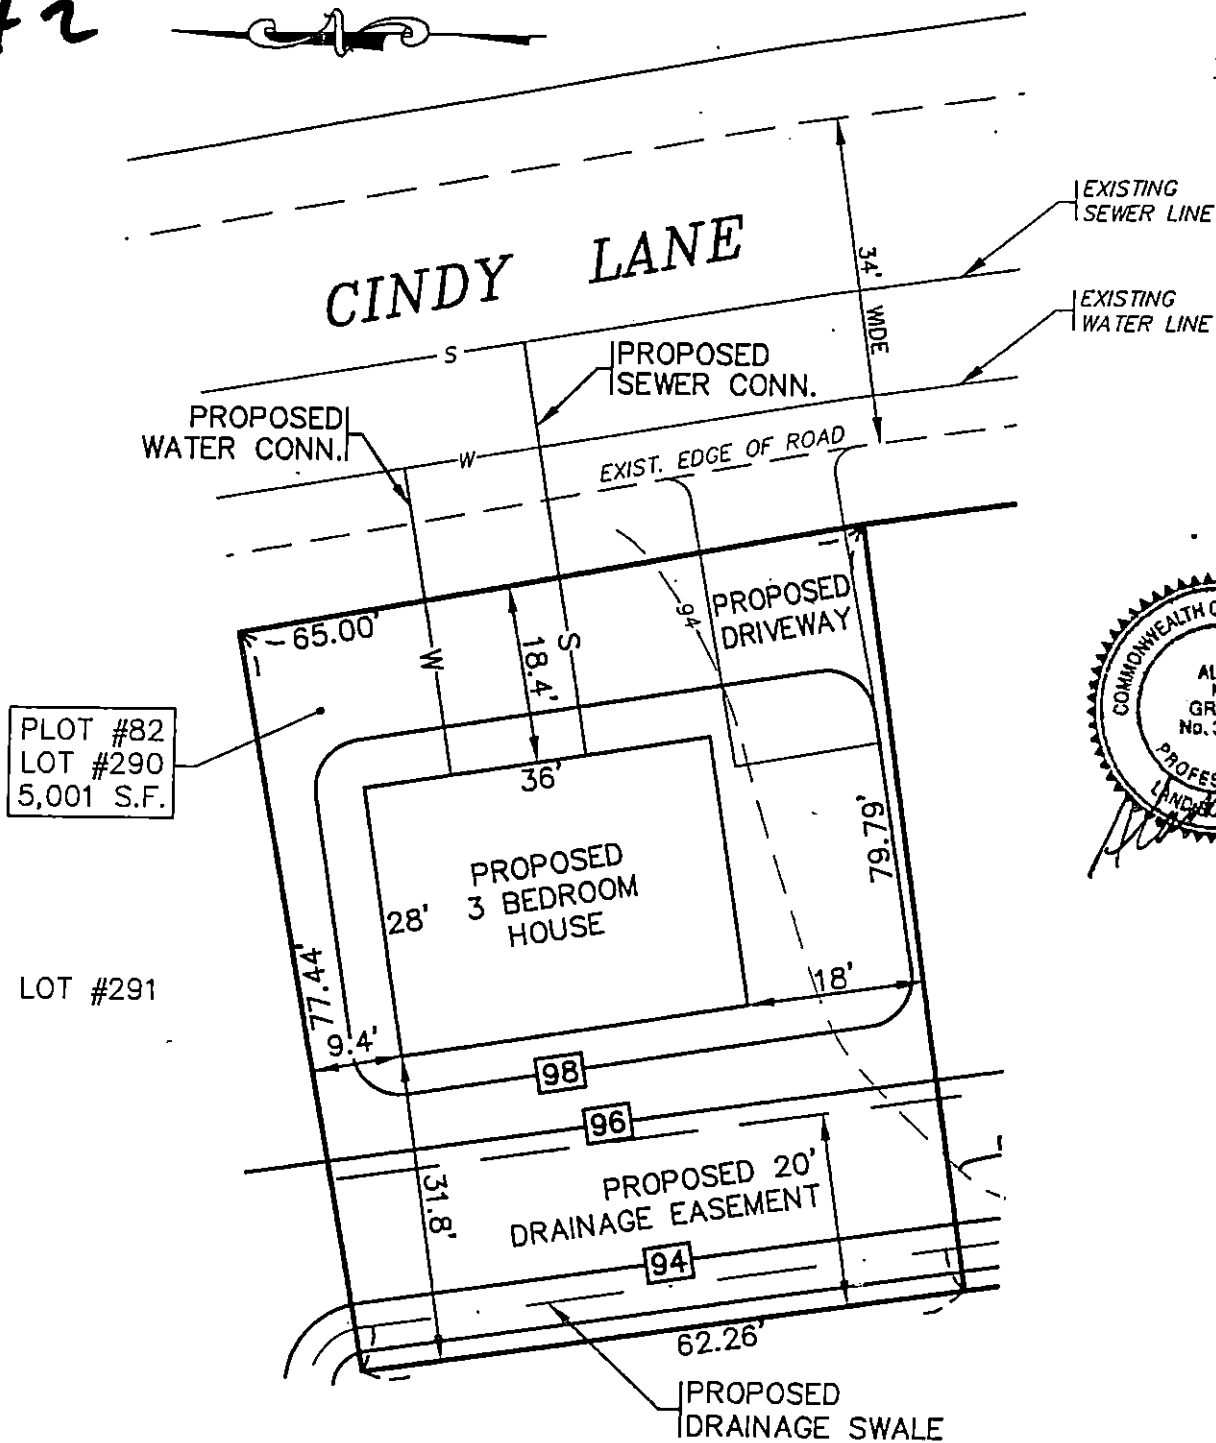 CINDY LANE
34' WIDE
EXISTING
SEWER LINE
EXISTING
WATER LINE
S
PROPOSED
SEWER CONN.
PROPOSED
WATER CONN.
W
EXIST. EDGE OF ROAD
65.00'
94
PROPOSED
DRIVEWAY
W
18.4'
S
PLOT #82
LOT #290
5,001 S.F.
36'
79.79'
PROPOSED
3 BEDROOM
HOUSE
28'
LOT #291
77.44'
18'
9.4'
98
96
31.8'
PROPOSED 20'
DRAINAGE EASEMENT
94
62.26'
PROPOSED
DRAINAGE SWALE
COMMONWEALTH